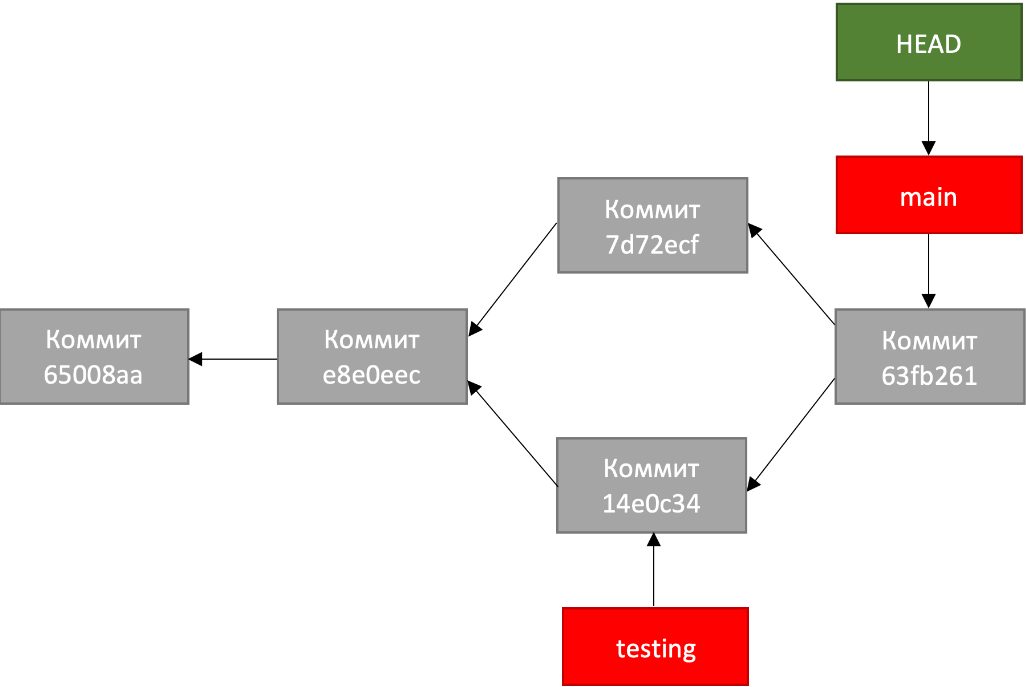 HEAD
main
Коммит
7d72ecf
Коммит
65008aa
Коммит
e8e0eec
Коммит
63fb261
Коммит
14e0c34
testing